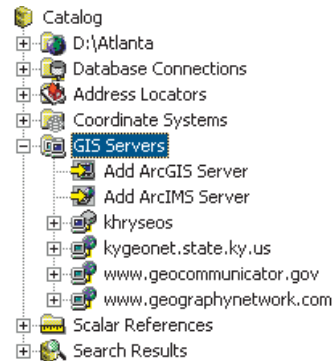 Catalog
D:\Atlanta
Database Connections
Address Locators
Coordinate Systems
GIS Servers
Add ArcGIS Server
Add ArcIMS Server
khryseos
kygeonet.state.ky.us
www.geocommunicator.gov
www.geographynetwork.com
Scalar References
Search Results